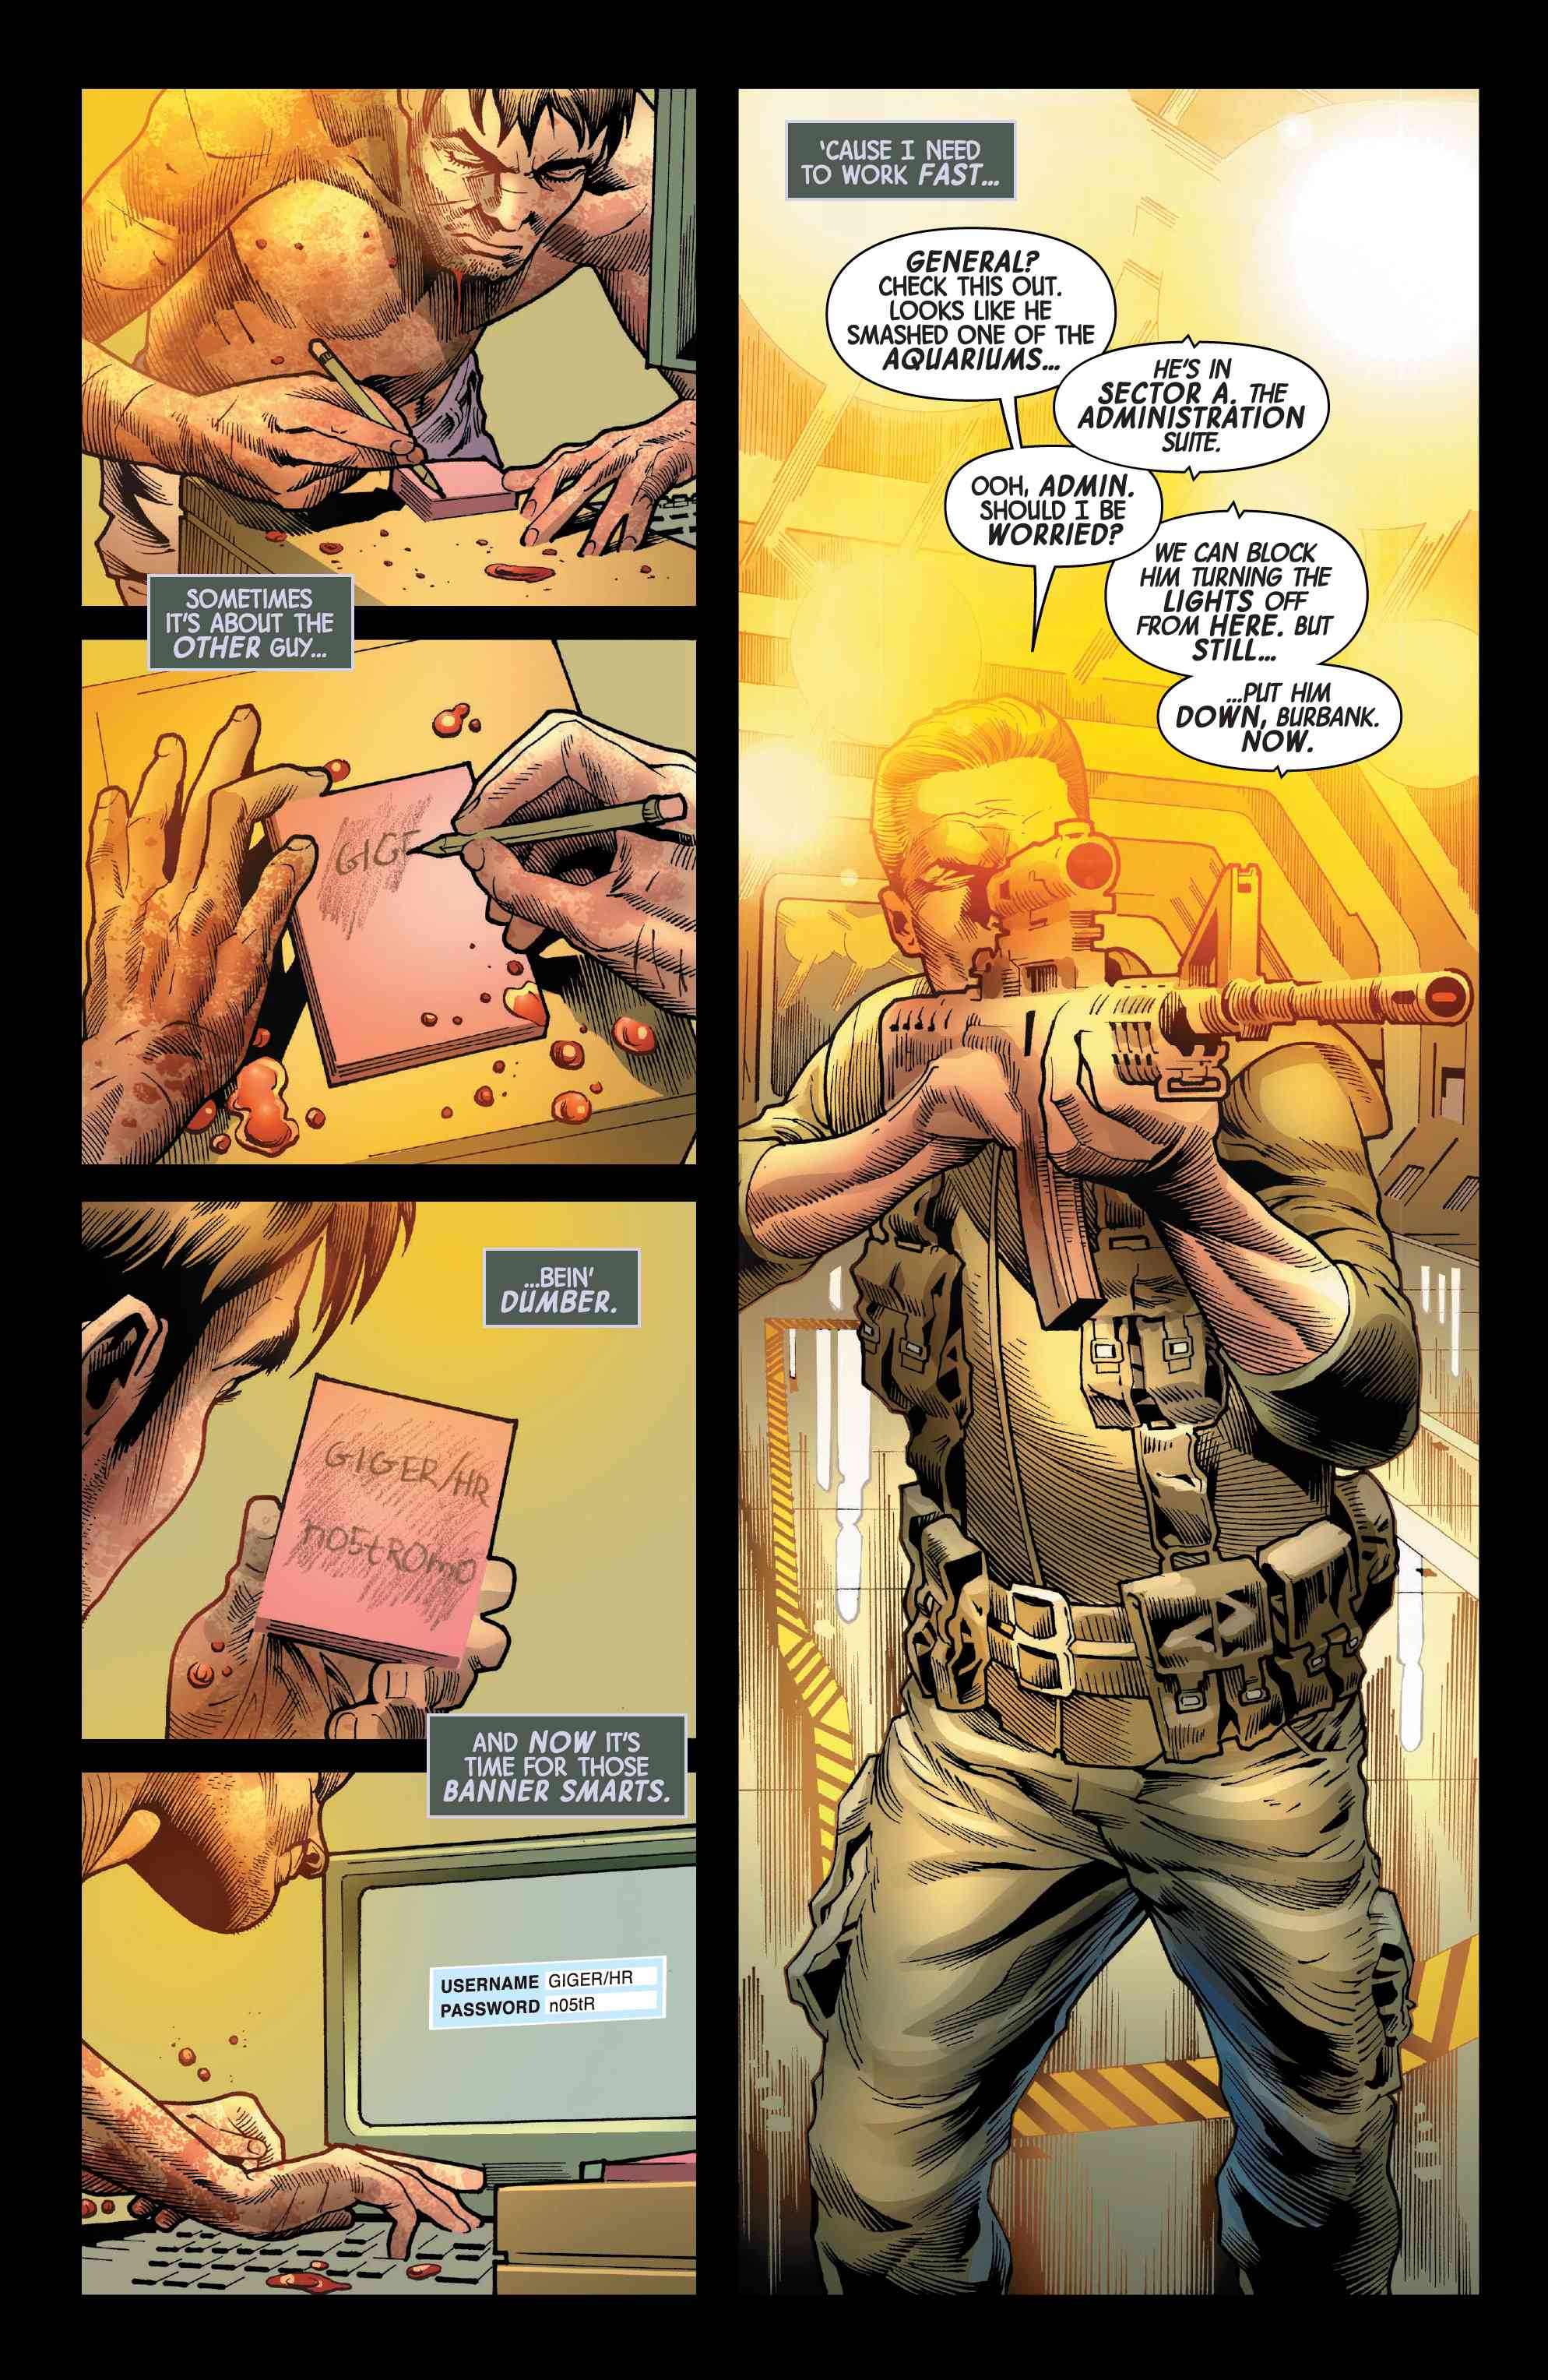 SOMETIMES
IT'S ABOUT THE
OTHER GUY...
GIGE
...BEIN'
DUMBER.
GIGER/HR
n05tROmO
AND NOW IT'S
TIME FOR THOSE
BANNER SMARTS.
USERNAME GIGER/HR
PASSWORD n05tR
'CAUSE I NEED
TO WORK FAST...
GENERAL?
CHECK THIS OUT.
LOOKS LIKE HE
SMASHED ONE OF THE
AQUARIUMS...
HE'S IN
SECTOR A. THE
ADMINISTRATION
SUITE.
OOH, ADMIN.
SHOULD I BE
WORRIED?
WE CAN BLOCK
HIM TURNING THE
LIGHTS OFF
FROM HERE. BUT
STILL...
...PUT HIM
DOWN, BURBANK.
NOW.